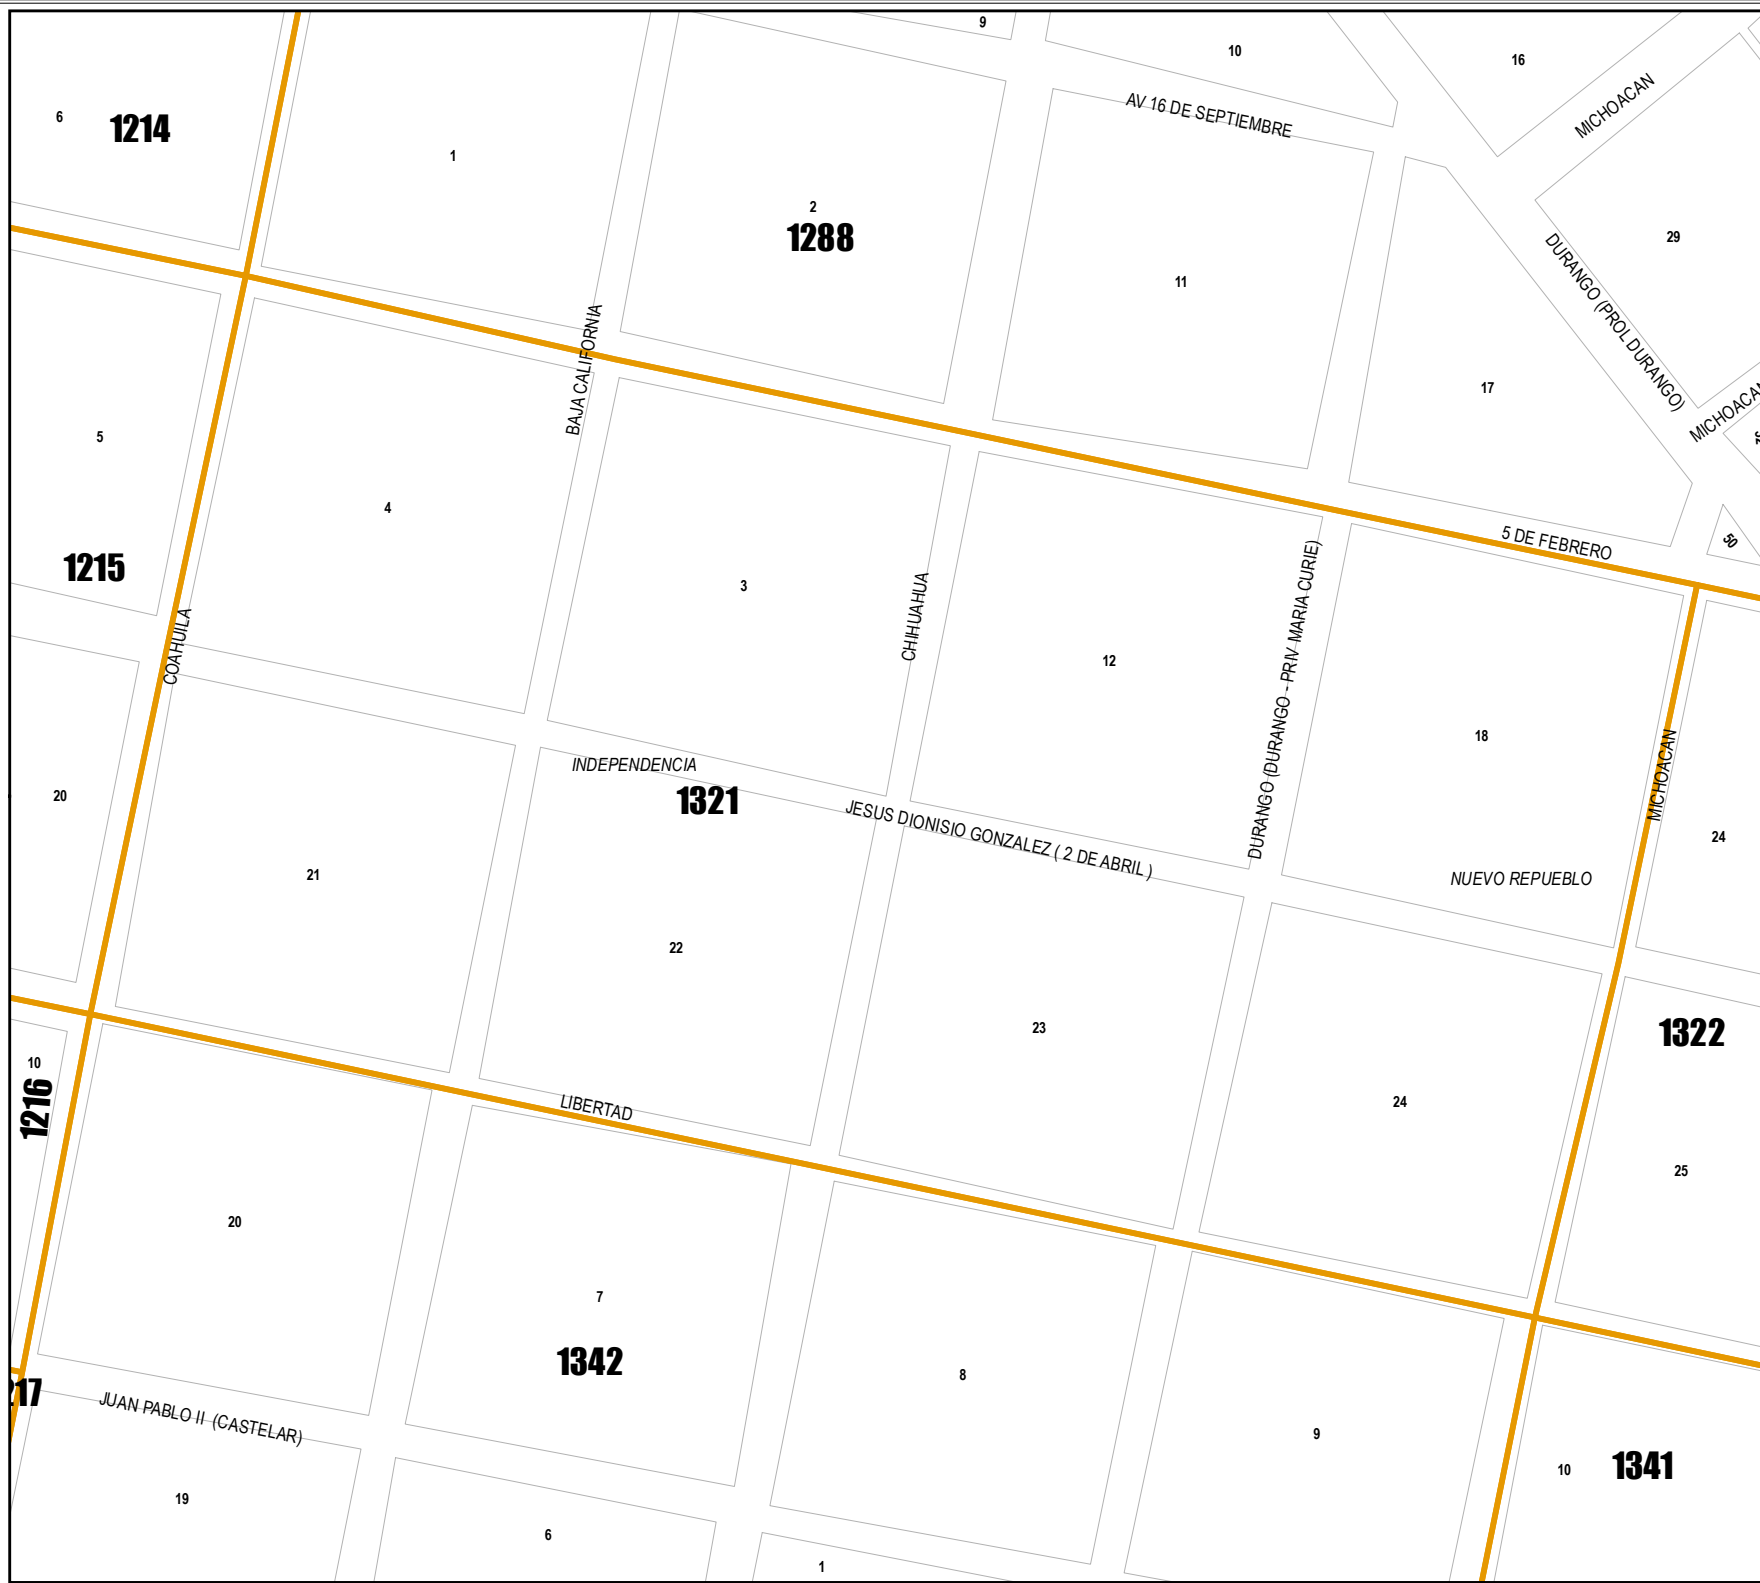 9
10
16
MICHOACAN
6
1214
AV 16 DE SEPTIEMBRE
1
2
1288
29
11
DURANGO (PROL DURANGO)
BAJA CALIFORNIA
17
MICHOACAN
5
4
5 DE FEBRERO
50
1215
3
CHIHUAHUA
DURANGO (DURANGO - PRIV MARIA CURIE)
COAHUILA
12
18
MICHOACAN
INDEPENDENCIA
20
1321
JESUS DIONISIO GONZALEZ ( 2 DE ABRIL )
24
21
NUEVO REPUEBLO
22
23
1322
10
1216
LIBERTAD
24
25
20
7
1342
8
217
JUAN PABLO II (CASTELAR)
9
10
1341
19
6
1